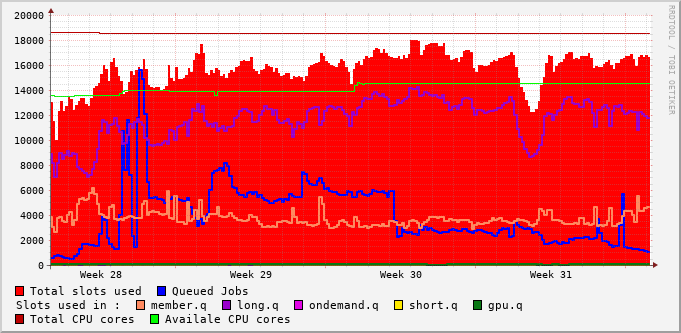 20000
18000
16000
14000
12000
10000
8000
6000
4000
2000
0
Week 28 Week 29 Week 30 Week 31
RRDTOOL / TOBI OETIKER
Total slots used Queued Jobs
Slots used in : member.q long.q ondemand.q short.q gpu.q
Total CPU cores Availale CPU cores